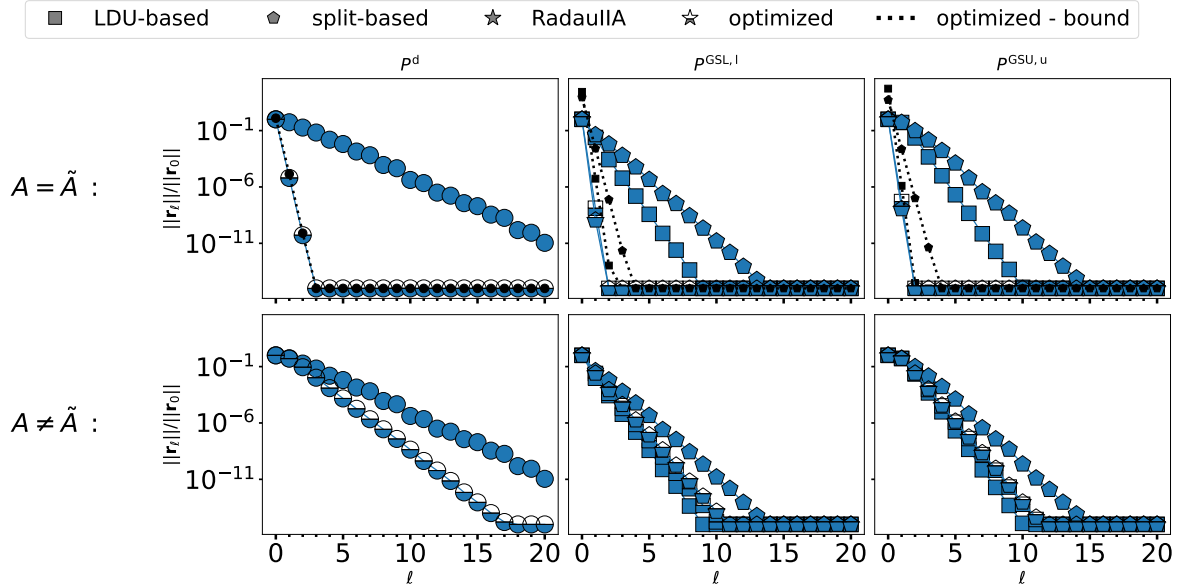 LDU-based split-based RadauIIA optimized optimized - bound
P^d P^{GSL, l} P^{GSU, u}
A = Ã :
||r_ℓ||/||r_0||
10^{−1}
10^{−6}
10^{−11}
A ≠ Ã :
||r_ℓ||/||r_0||
10^{−1}
10^{−6}
10^{−11}
0 5 10 15 20 0 5 10 15 20 0 5 10 15 20
ℓ ℓ ℓ